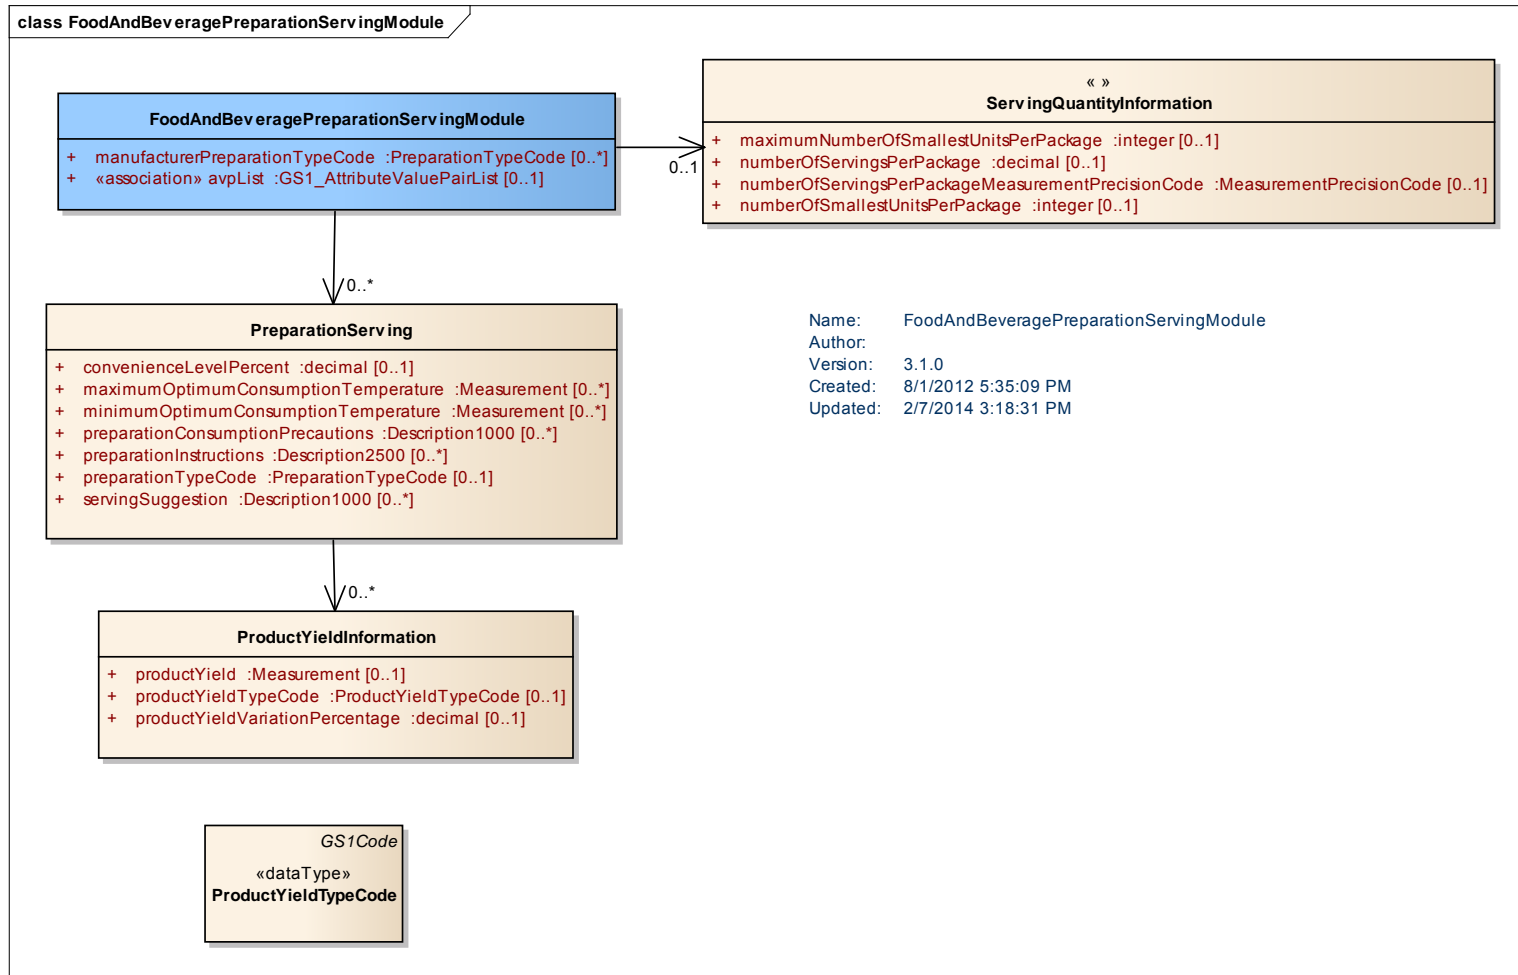 class FoodAndBeveragePreparationServingModule
FoodAndBeveragePreparationServingModule
+ manufacturerPreparationTypeCode :PreparationTypeCode [0..*]
+ «association» avpList :GS1_AttributeValuePairList [0..1]
0..1
« »
ServingQuantityInformation
+ maximumNumberOfSmallestUnitsPerPackage :integer [0..1]
+ numberOfServingsPerPackage :decimal [0..1]
+ numberOfServingsPerPackageMeasurementPrecisionCode :MeasurementPrecisionCode [0..1]
+ numberOfSmallestUnitsPerPackage :integer [0..1]
0..*
PreparationServing
+ convenienceLevelPercent :decimal [0..1]
+ maximumOptimumConsumptionTemperature :Measurement [0..*]
+ minimumOptimumConsumptionTemperature :Measurement [0..*]
+ preparationConsumptionPrecautions :Description1000 [0..*]
+ preparationInstructions :Description2500 [0..*]
+ preparationTypeCode :PreparationTypeCode [0..1]
+ servingSuggestion :Description1000 [0..*]
Name: FoodAndBeveragePreparationServingModule
Author:
Version: 3.1.0
Created: 8/1/2012 5:35:09 PM
Updated: 2/7/2014 3:18:31 PM
0..*
ProductYieldInformation
+ productYield :Measurement [0..1]
+ productYieldTypeCode :ProductYieldTypeCode [0..1]
+ productYieldVariationPercentage :decimal [0..1]
GS1Code
«dataType»
ProductYieldTypeCode